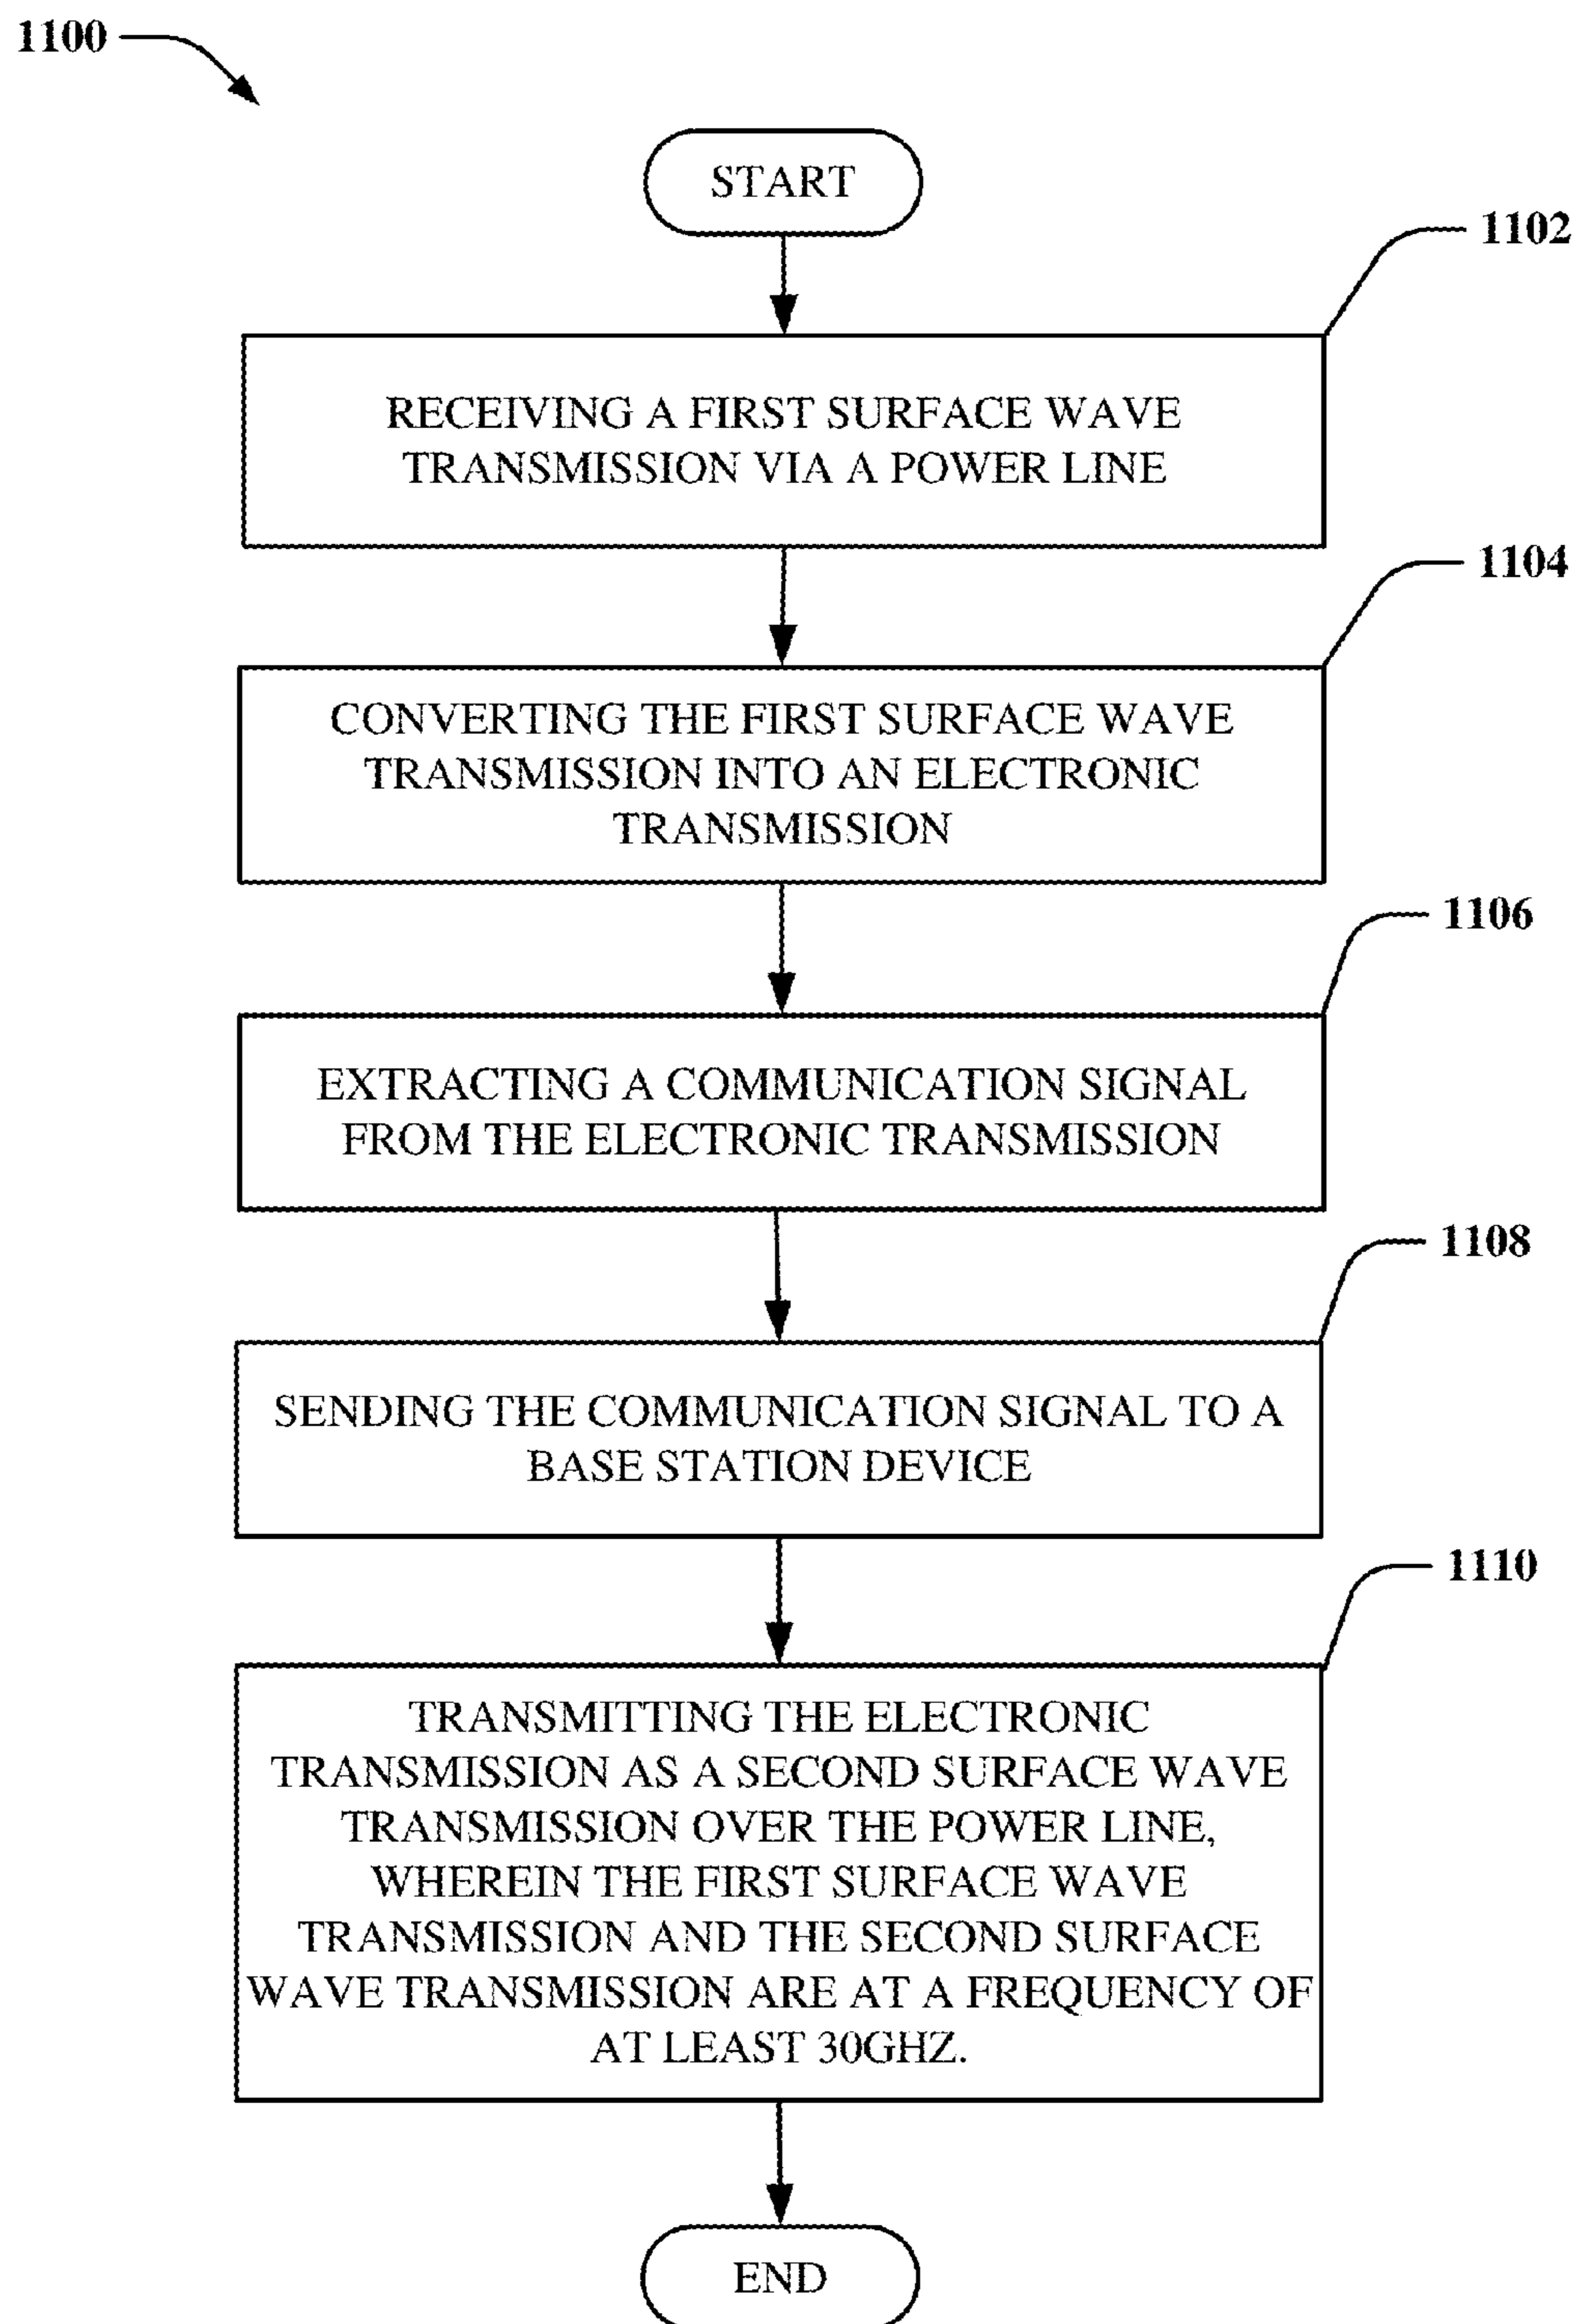 1100
START
1102
RECEIVING A FIRST SURFACE WAVE
TRANSMISSION VIA A POWER LINE
1104
CONVERTING THE FIRST SURFACE WAVE
TRANSMISSION INTO AN ELECTRONIC
TRANSMISSION
1106
EXTRACTING A COMMUNICATION SIGNAL
FROM THE ELECTRONIC TRANSMISSION
1108
SENDING THE COMMUNICATION SIGNAL TO A
BASE STATION DEVICE
1110
TRANSMITTING THE ELECTRONIC
TRANSMISSION AS A SECOND SURFACE WAVE
TRANSMISSION OVER THE POWER LINE,
WHEREIN THE FIRST SURFACE WAVE
TRANSMISSION AND THE SECOND SURFACE
WAVE TRANSMISSION ARE AT A FREQUENCY OF
AT LEAST 30GHZ.
END